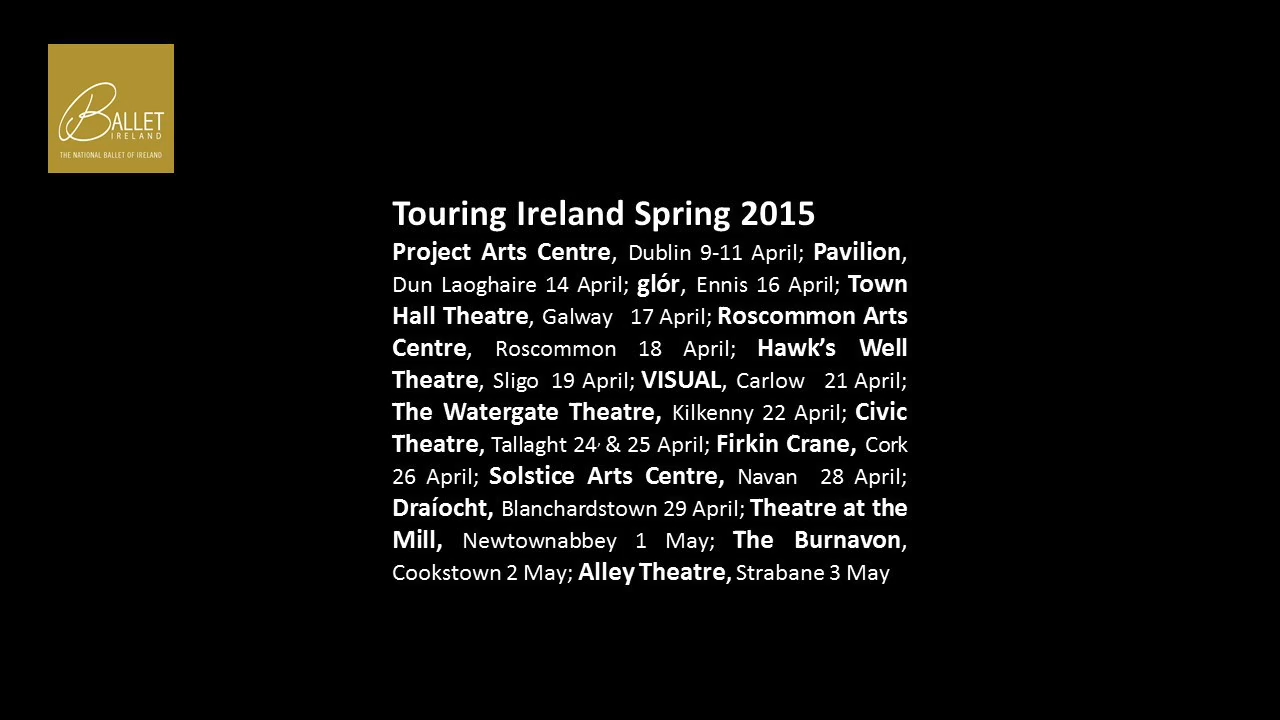 BALLET
IRELAND
THE NATIONAL BALLET OF IRELAND
Touring Ireland Spring 2015
Project Arts Centre, Dublin 9-11 April; Pavilion,
Dun Laoghaire 14 April; glór, Ennis 16 April; Town
Hall Theatre, Galway 17 April; Roscommon Arts
Centre, Roscommon 18 April; Hawk’s Well
Theatre, Sligo 19 April; VISUAL, Carlow 21 April;
The Watergate Theatre, Kilkenny 22 April; Civic
Theatre, Tallaght 24, & 25 April; Firkin Crane, Cork
26 April; Solstice Arts Centre, Navan 28 April;
Draíocht, Blanchardstown 29 April; Theatre at the
Mill, Newtownabbey 1 May; The Burnavon,
Cookstown 2 May; Alley Theatre, Strabane 3 May